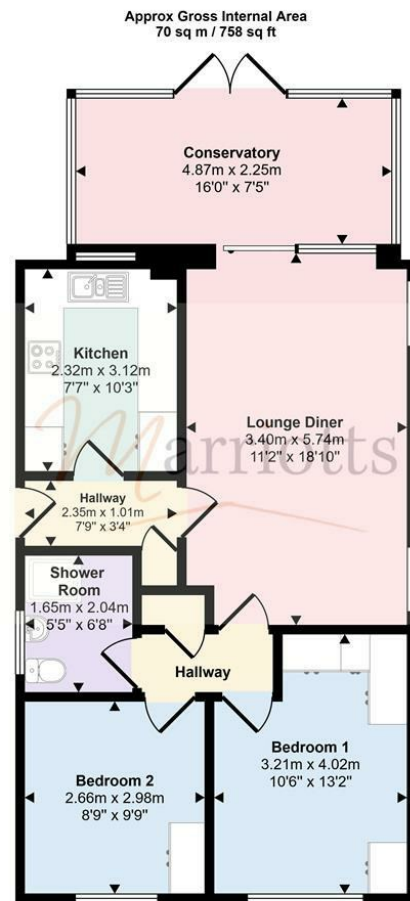 Approx Gross Internal Area
70 sq m / 758 sq ft
Conservatory
4.87m x 2.25m
16'0" x 7'5"
Kitchen
2.32m x 3.12m
7'7" x 10'3"
Lounge Diner
3.40m x 5.74m
11'2" x 18'10"
Marriotts
Hallway
2.35m x 1.01m
7'9" x 3'4"
Shower
Room
1.65m x 2.04m
5'5" x 6'8"
Hallway
Bedroom 1
3.21m x 4.02m
10'6" x 13'2"
Bedroom 2
2.66m x 2.98m
8'9" x 9'9"